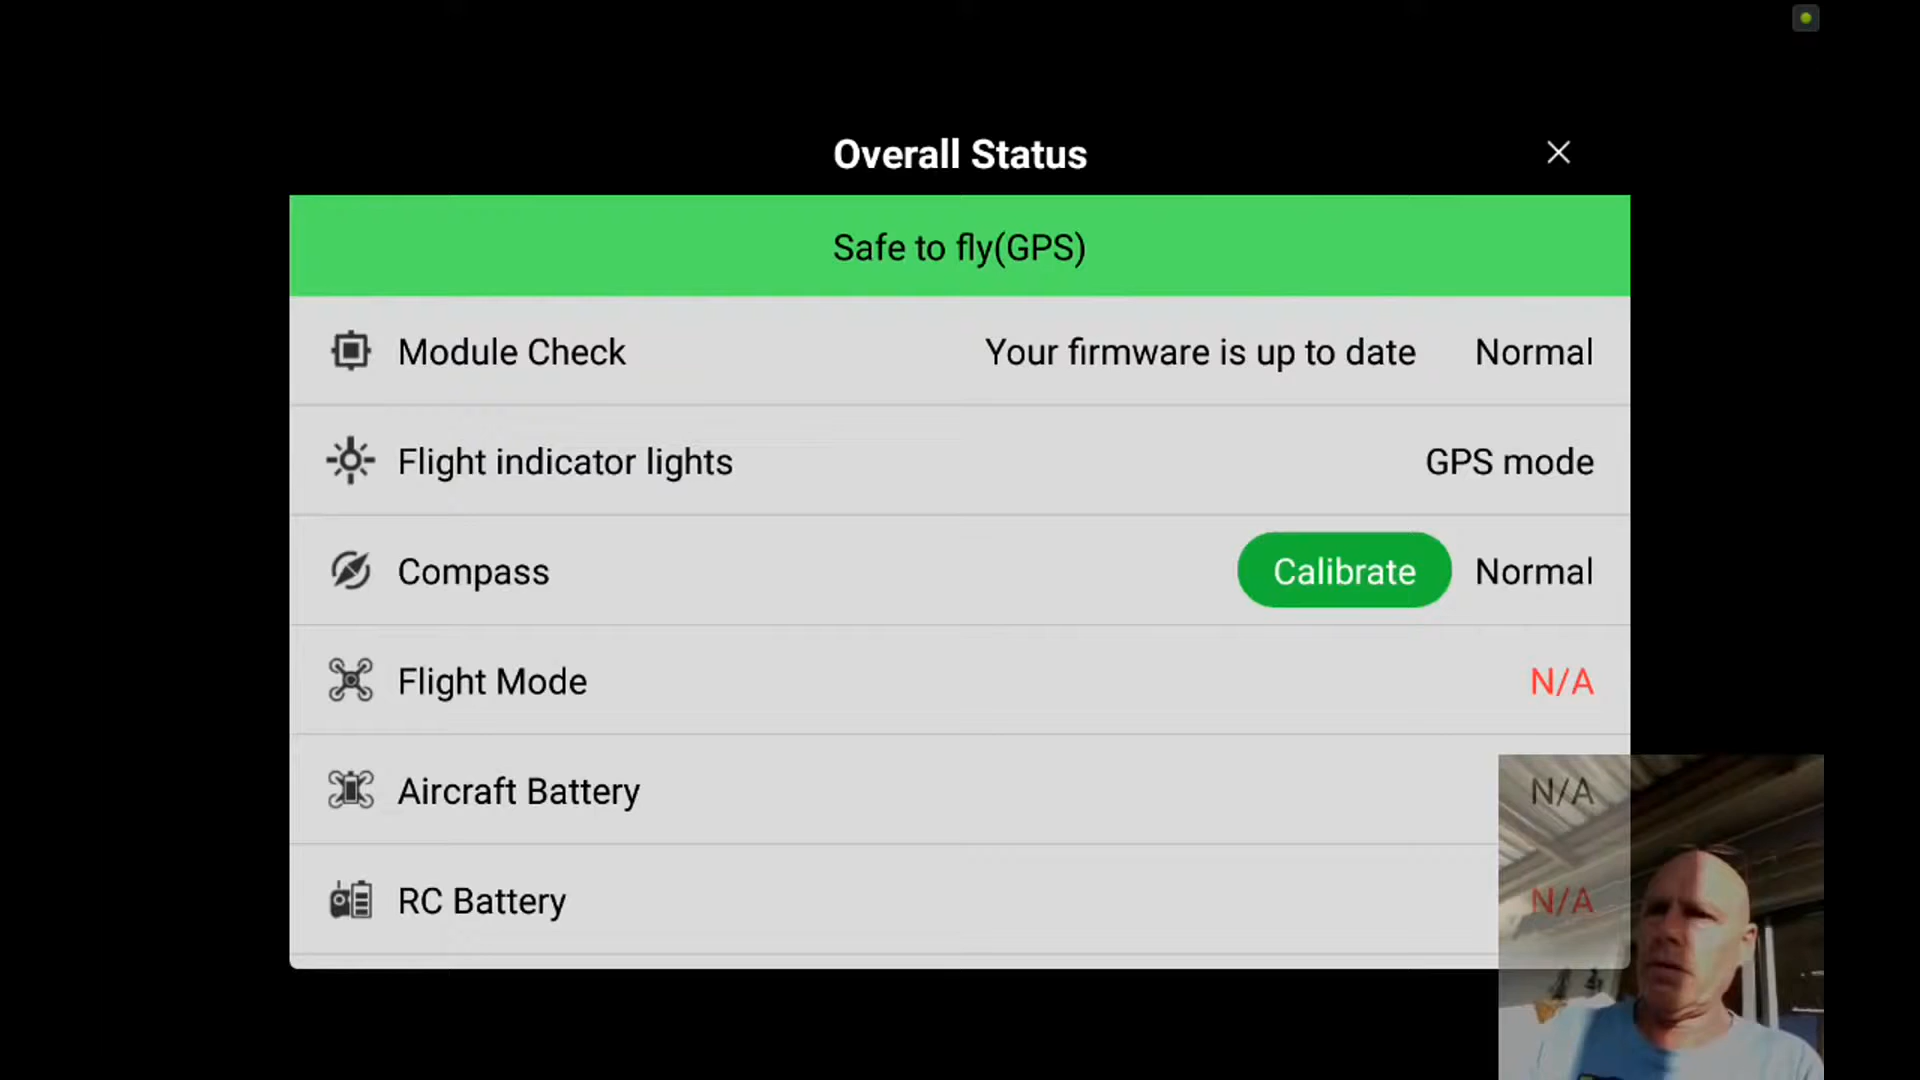 Overall Status
Safe to fly(GPS)
Module Check Your firmware is up to date Normal
Flight indicator lights GPS mode
Compass Calibrate Normal
Flight Mode N/A
Aircraft Battery N/A
RC Battery N/A